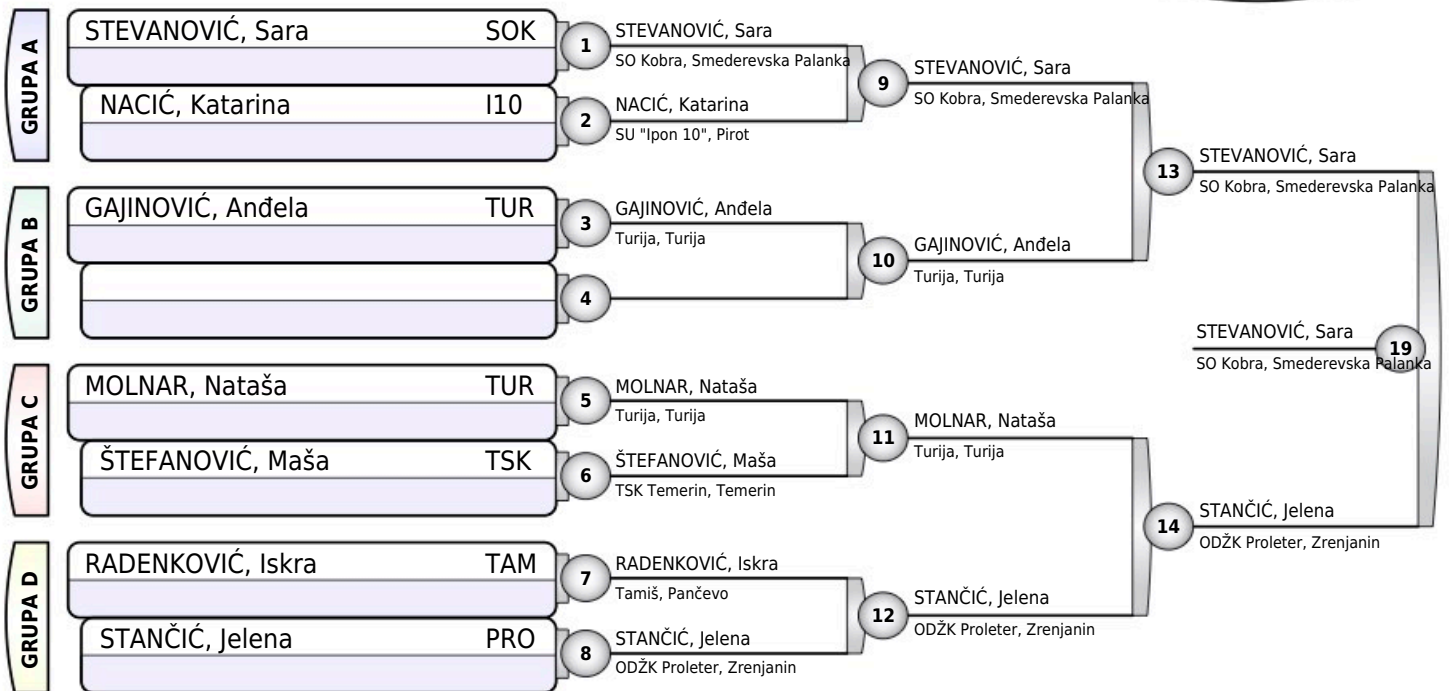 GRUPA A
STEVANOVIĆ, Sara SOK
NACIĆ, Katarina I10
GRUPA B
GAJINOVIĆ, Anđela TUR
GRUPA C
MOLNAR, Nataša TUR
ŠTEFANOVIĆ, Maša TSK
GRUPA D
RADENKOVIĆ, Iskra TAM
STANČIĆ, Jelena PRO
1
STEVANOVIĆ, Sara
SO Kobra, Smederevska Palanka
2
NACIĆ, Katarina
SU "Ipon 10", Pirot
3
GAJINOVIĆ, Anđela
Turija, Turija
4
5
MOLNAR, Nataša
Turija, Turija
6
ŠTEFANOVIĆ, Maša
TSK Temerin, Temerin
7
RADENKOVIĆ, Iskra
Tamiš, Pančevo
8
STANČIĆ, Jelena
ODŽK Proleter, Zrenjanin
9
STEVANOVIĆ, Sara
SO Kobra, Smederevska Palanka
10
GAJINOVIĆ, Anđela
Turija, Turija
11
MOLNAR, Nataša
Turija, Turija
12
STANČIĆ, Jelena
ODŽK Proleter, Zrenjanin
13
STEVANOVIĆ, Sara
SO Kobra, Smederevska Palanka
14
STANČIĆ, Jelena
ODŽK Proleter, Zrenjanin
STEVANOVIĆ, Sara
19
SO Kobra, Smederevska Palanka